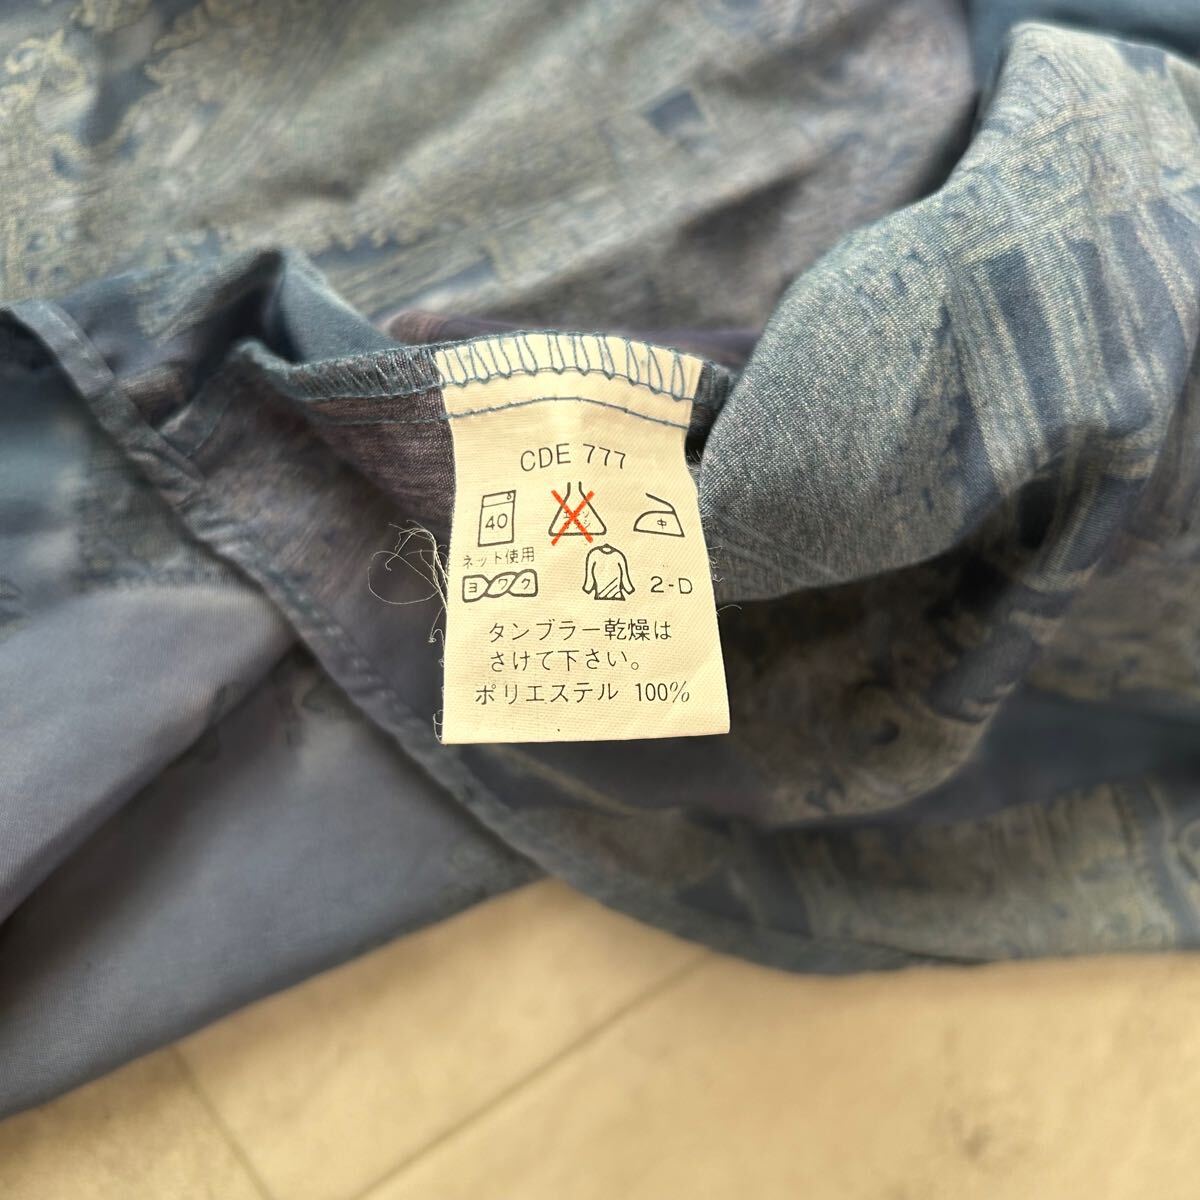 CDE 777
40
中
ネット使用
ヨワク
2-D
タンブラー乾燥は
さけて下さい。
ポリエステル 100%